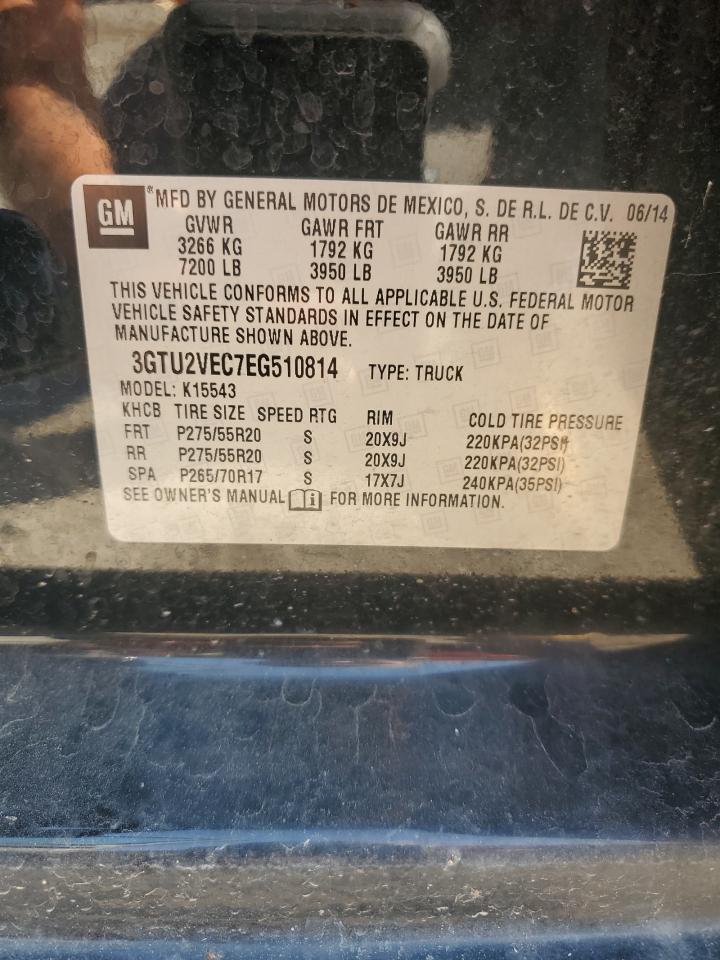 GM ® MFD BY GENERAL MOTORS DE MEXICO, S. DE R.L. DE C.V. 06/14
GVWR GAWR FRT GAWR RR
3266 KG 1792 KG 1792 KG
7200 LB 3950 LB 3950 LB
THIS VEHICLE CONFORMS TO ALL APPLICABLE U.S. FEDERAL MOTOR
VEHICLE SAFETY STANDARDS IN EFFECT ON THE DATE OF
MANUFACTURE SHOWN ABOVE.
3GTU2VEC7EG510814 TYPE: TRUCK
MODEL: K15543
KHCB TIRE SIZE SPEED RTG RIM COLD TIRE PRESSURE
FRT P275/55R20 S 20X9J 220KPA(32PSI)
RR P275/55R20 S 20X9J 220KPA(32PSI)
SPA P265/70R17 S 17X7J 240KPA(35PSI)
SEE OWNER'S MANUAL i FOR MORE INFORMATION.